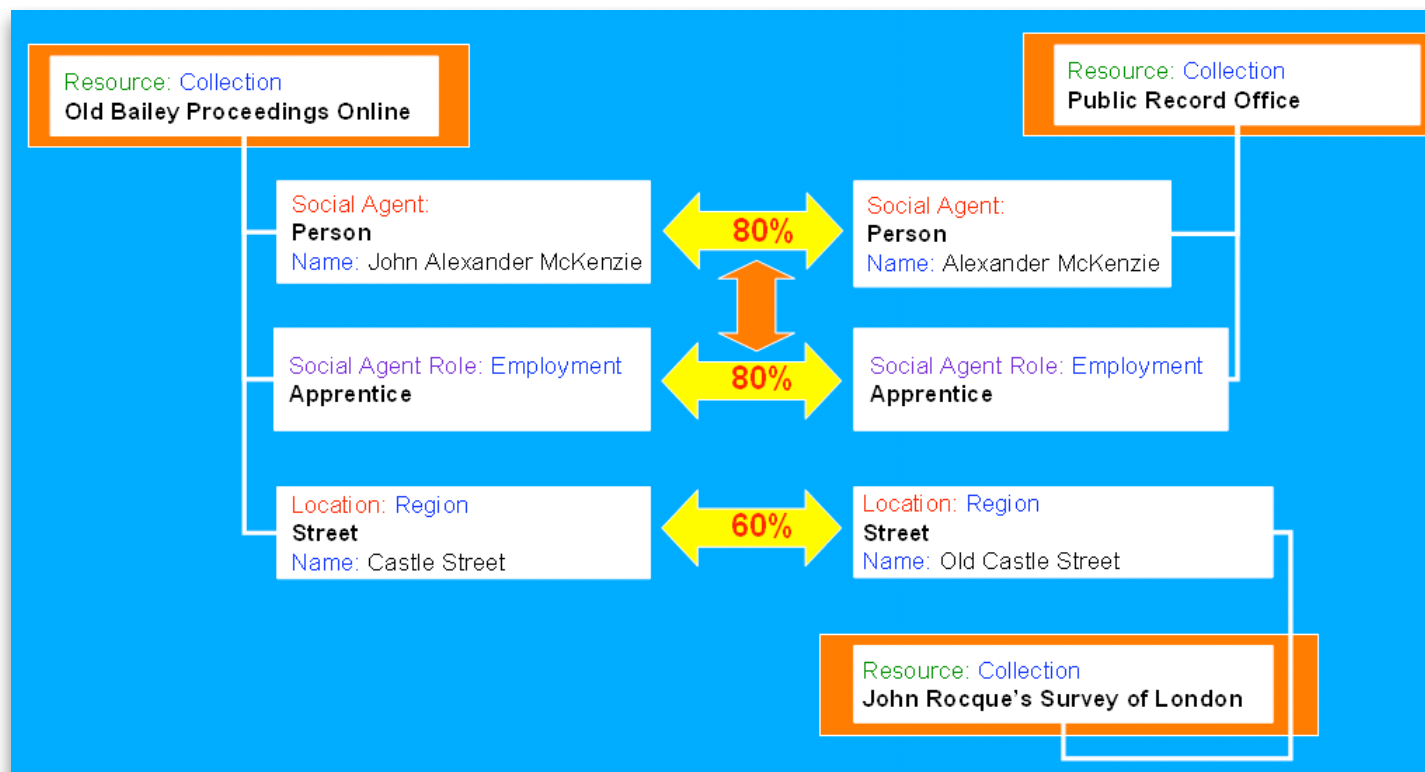 Resource: Collection
Old Bailey Proceedings Online
Resource: Collection
Public Record Office
Social Agent:
Person
Name: John Alexander McKenzie
80%
Social Agent:
Person
Name: Alexander McKenzie
Social Agent Role: Employment
Apprentice
80%
Social Agent Role: Employment
Apprentice
Location: Region
Street
Name: Castle Street
60%
Location: Region
Street
Name: Old Castle Street
Resource: Collection
John Rocque's Survey of London